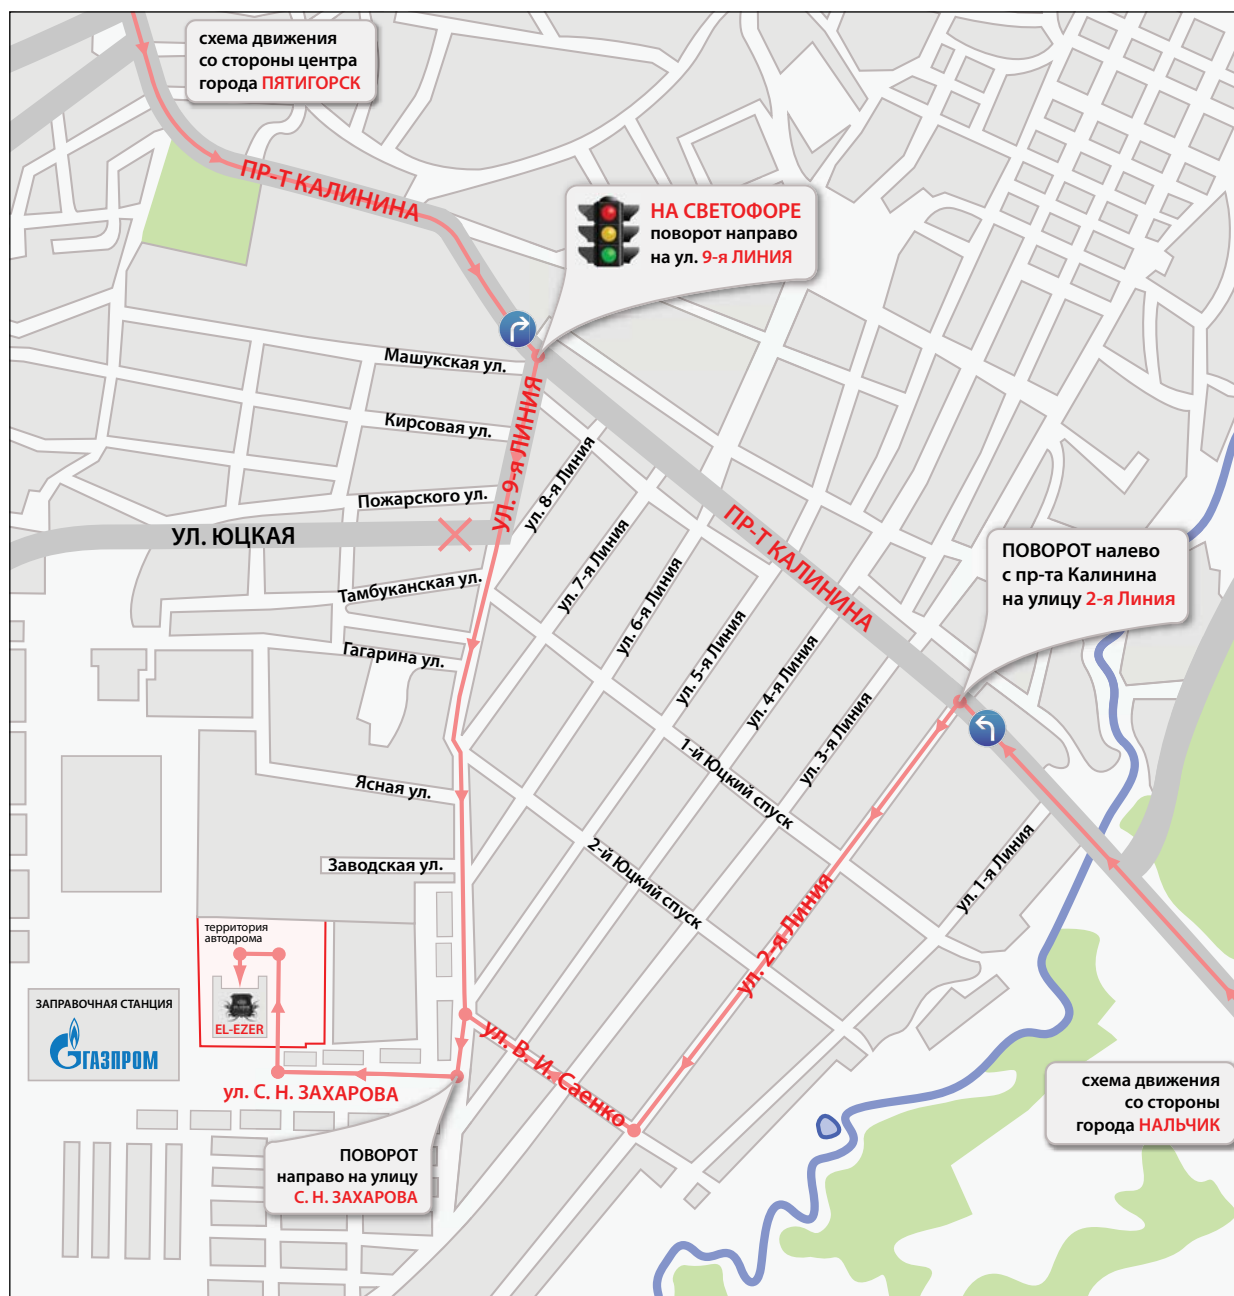 схема движения
со стороны центра
города ПЯТИГОРСК
ПР-Т КАЛИНИНА
НА СВЕТОФОРЕ
поворот направо
на ул. 9-я ЛИНИЯ
Машукская ул.
Кирсовая ул.
УЛ. 9-я ЛИНИЯ
ул. 8-я Линия
Пожарского ул.
УЛ. ЮЦКАЯ
ПР-Т КАЛИНИНА
ул. 7-я Линия
ул. 6-я Линия
Тамбуканская ул.
ПОВОРОТ налево
с пр-та Калинина
на улицу 2-я Линия
ул. 5-я Линия
ул. 4-я Линия
Гагарина ул.
ул. 3-я Линия
1-й Юцкий спуск
Ясная ул.
2-й Юцкий спуск
Заводская ул.
ул. 1-я Линия
ул. 2-я Линия
территория
автодрома
EL-EZER
ЗАПРАВОЧНАЯ СТАНЦИЯ
ГАЗПРОМ
ул. В. И. Саенко
ул. С. Н. ЗАХАРОВА
схема движения
со стороны
города НАЛЬЧИК
ПОВОРОТ
направо на улицу
С. Н. ЗАХАРОВА